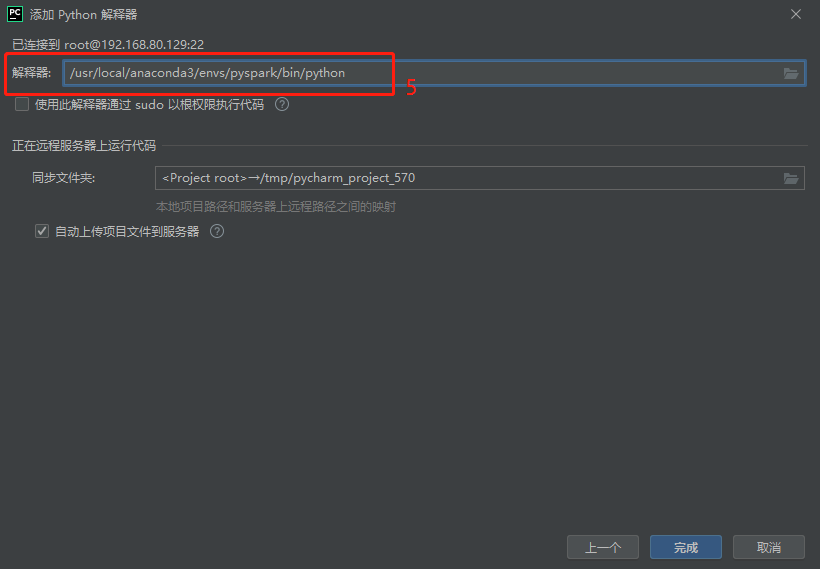 PC 添加 Python 解释器
已连接到 root@192.168.80.129:22
解释器: /usr/local/anaconda3/envs/pyspark/bin/python
5
使用此解释器通过 sudo 以根权限执行代码 ?
正在远程服务器上运行代码
同步文件夹: <Project root>→/tmp/pycharm_project_570
本地项目路径和服务器上远程路径之间的映射
自动上传项目文件到服务器 ?
上一个 完成 取消